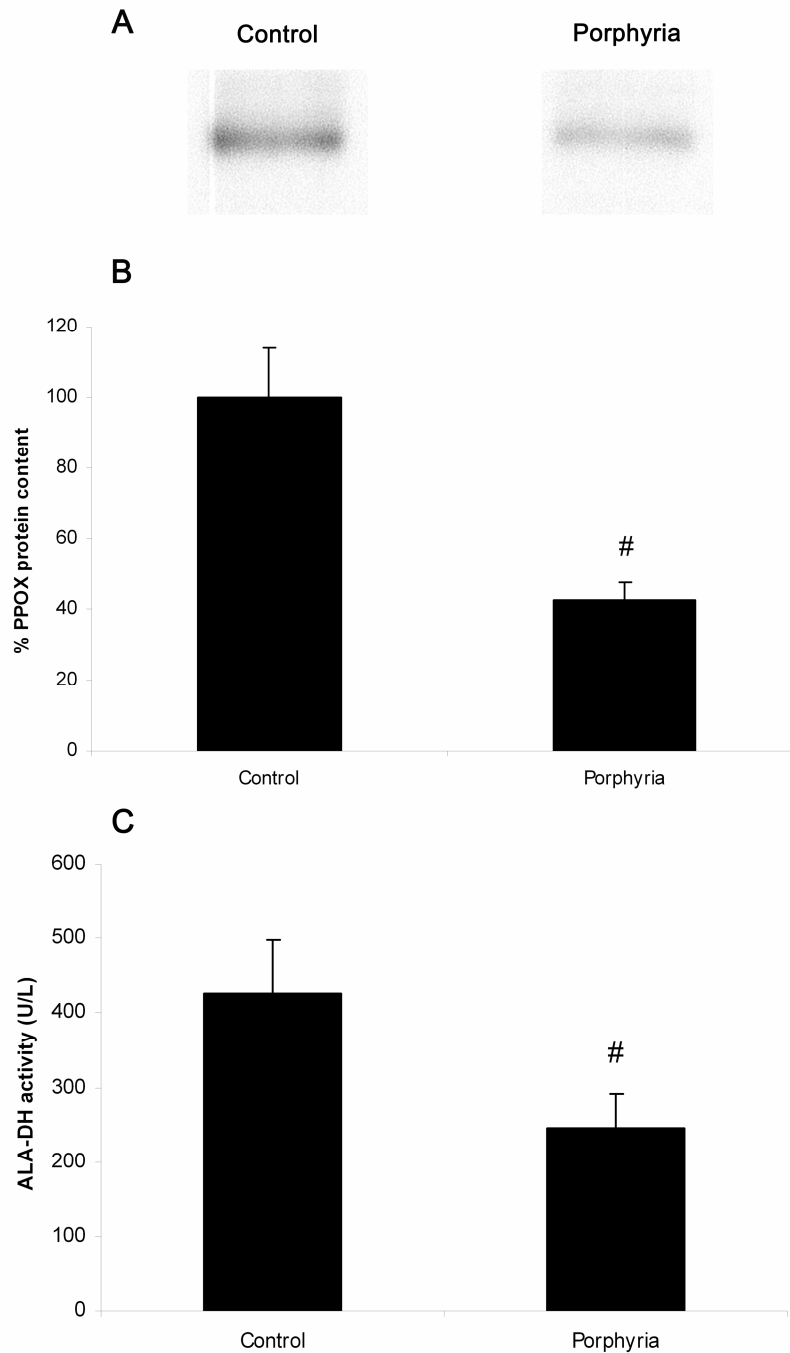 A
Control Porphyria
B
% PPOX protein content
120
100
80
60
40
20
0
#
Control Porphyria
C
ALA-DH activity (U/L)
600
500
400
300
200
100
0
#
Control Porphyria